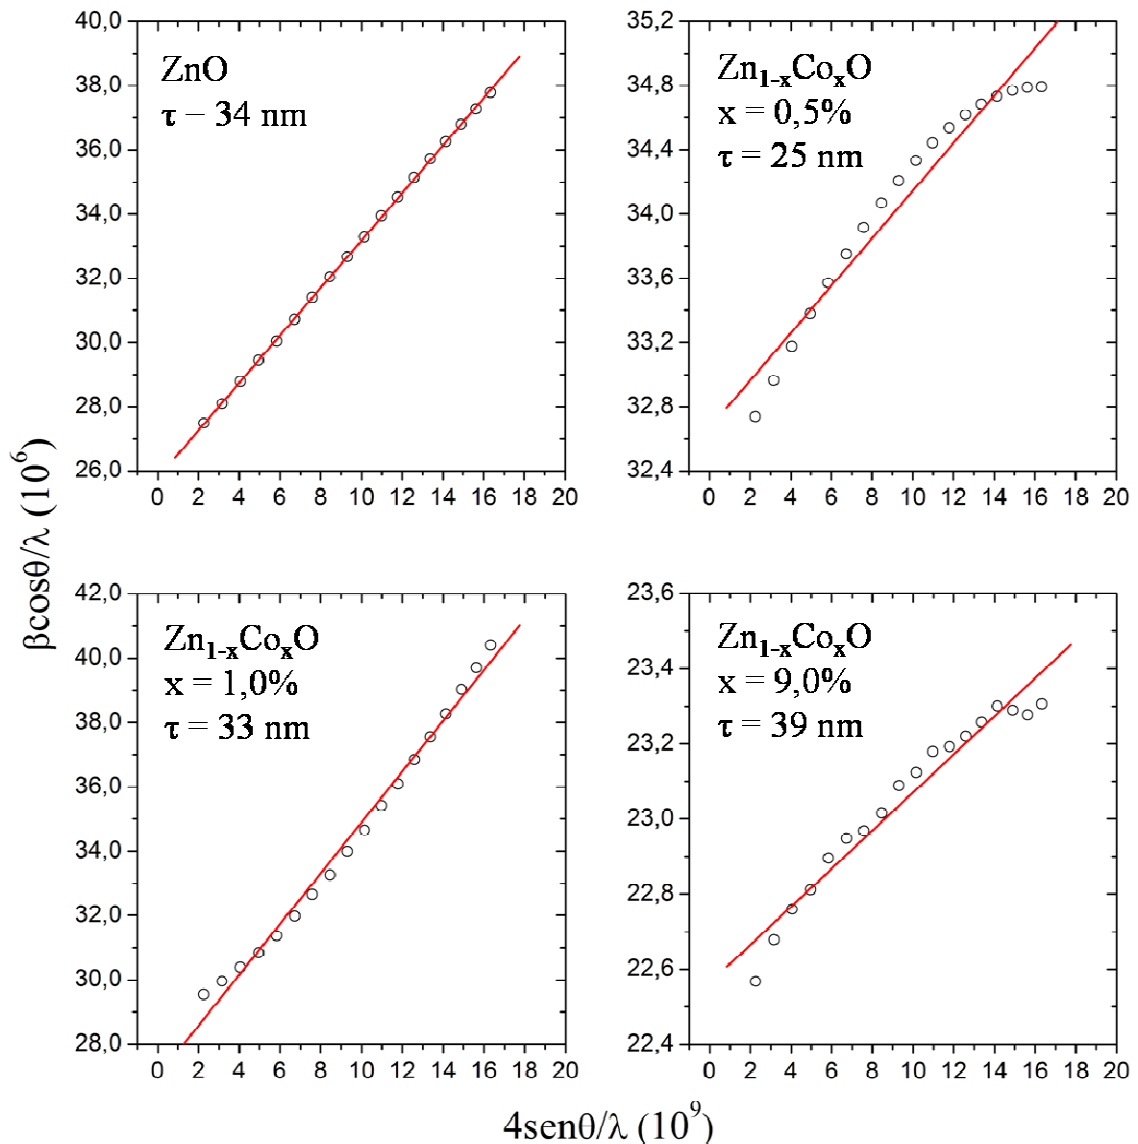 40,0
38,0
36,0
34,0
32,0
30,0
28,0
26,0
ZnO
τ − 34 nm
0 2 4 6 8 10 12 14 16 18 20
35,2
34,8
34,4
34,0
33,6
33,2
32,8
32,4
Zn1-xCoxO
x = 0,5%
τ = 25 nm
0 2 4 6 8 10 12 14 16 18 20
βcosθ/λ (10⁶)
42,0
40,0
38,0
36,0
34,0
32,0
30,0
28,0
Zn1-xCoxO
x = 1,0%
τ = 33 nm
0 2 4 6 8 10 12 14 16 18 20
23,6
23,4
23,2
23,0
22,8
22,6
22,4
Zn1-xCoxO
x = 9,0%
τ = 39 nm
0 2 4 6 8 10 12 14 16 18 20
4senθ/λ (10⁹)